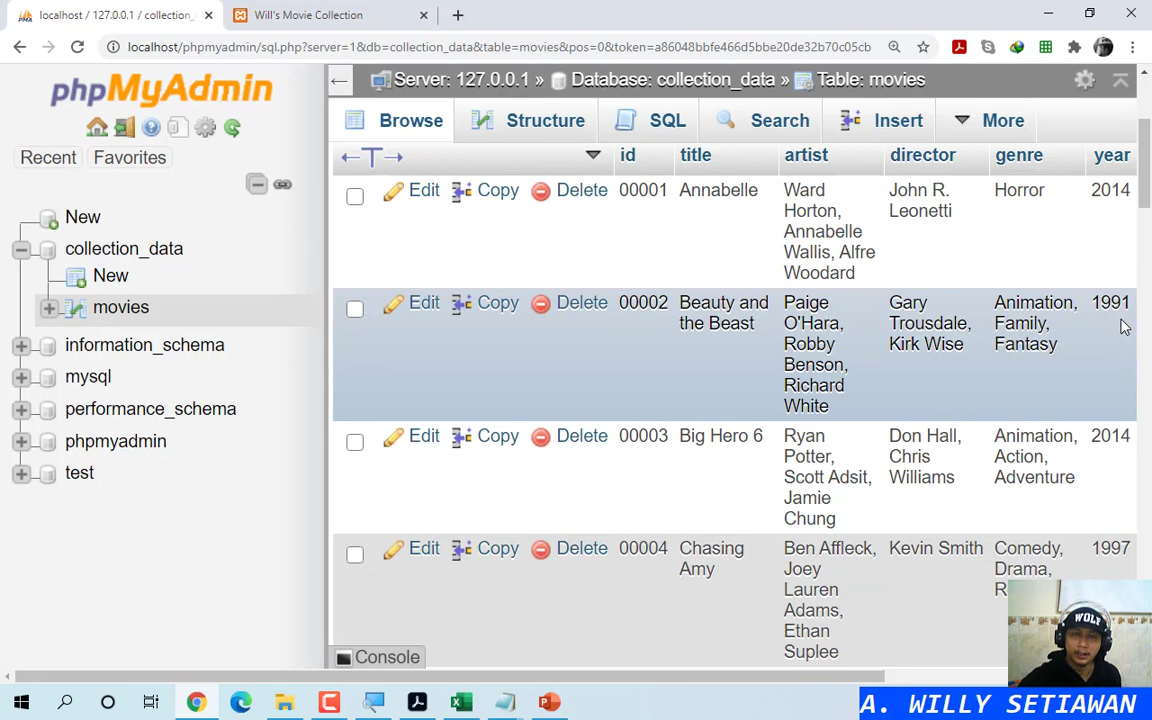 localhost / 127.0.0.1 / collection_
Will's Movie Collection
localhost/phpmyadmin/sql.php?server=1&db=collection_data&table=movies&pos=0&token=a86048bbfe466d5bbe20de32b70c05cb
phpMyAdmin
Recent
Favorites
New
collection_data
New
movies
information_schema
mysql
performance_schema
phpmyadmin
test
Server: 127.0.0.1 » Database: collection_data » Table: movies
Browse Structure SQL Search Insert More
id title artist director genre year
Edit Copy Delete 00001 Annabelle Ward John R. Horror 2014
Horton, Leonetti
Annabelle
Wallis, Alfre
Woodard
Edit Copy Delete 00002 Beauty and Paige Gary Animation, 1991
the Beast O'Hara, Trousdale, Family,
Robby Kirk Wise Fantasy
Benson,
Richard
White
Edit Copy Delete 00003 Big Hero 6 Ryan Don Hall, Animation, 2014
Potter, Chris Action,
Scott Adsit, Williams Adventure
Jamie
Chung
Edit Copy Delete 00004 Chasing Ben Affleck, Kevin Smith Comedy, 1997
Amy Joey Drama,
Lauren R
Adams,
Ethan
Suplee
Console
WOLF
A. WILLY SETIAWAN